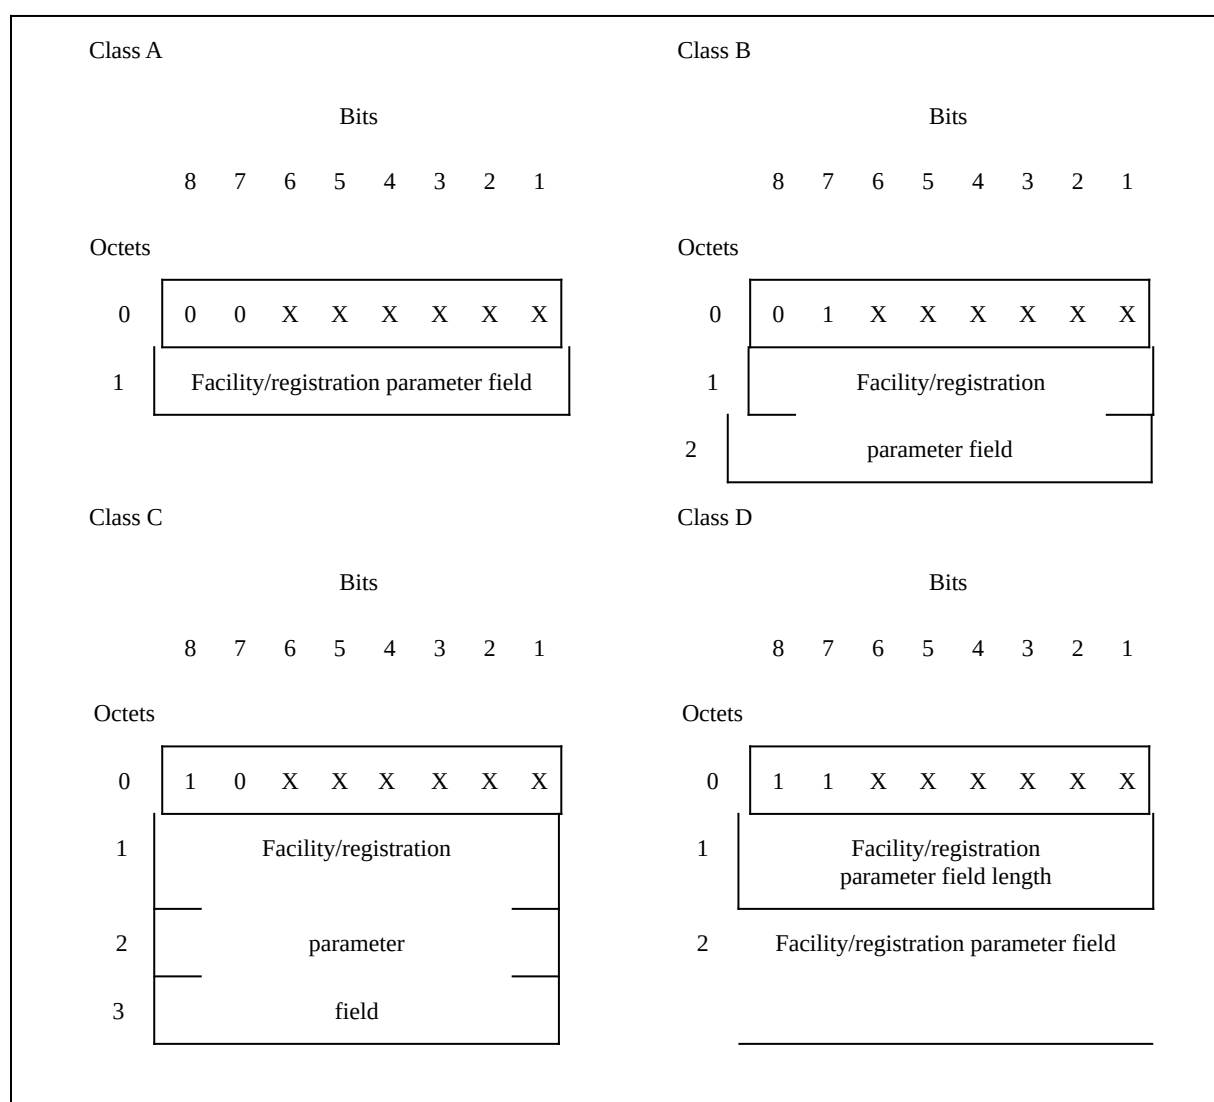 Class A
Bits
8 7 6 5 4 3 2 1
Octets
0 0 0 X X X X X X
1 Facility/registration parameter field
Class B
Bits
8 7 6 5 4 3 2 1
Octets
0 0 1 X X X X X X
1 Facility/registration
2 parameter field
Class C
Bits
8 7 6 5 4 3 2 1
Octets
0 1 0 X X X X X X
1 Facility/registration
2 parameter
3 field
Class D
Bits
8 7 6 5 4 3 2 1
Octets
0 1 1 X X X X X X
1 Facility/registration
parameter field length
2 Facility/registration parameter field